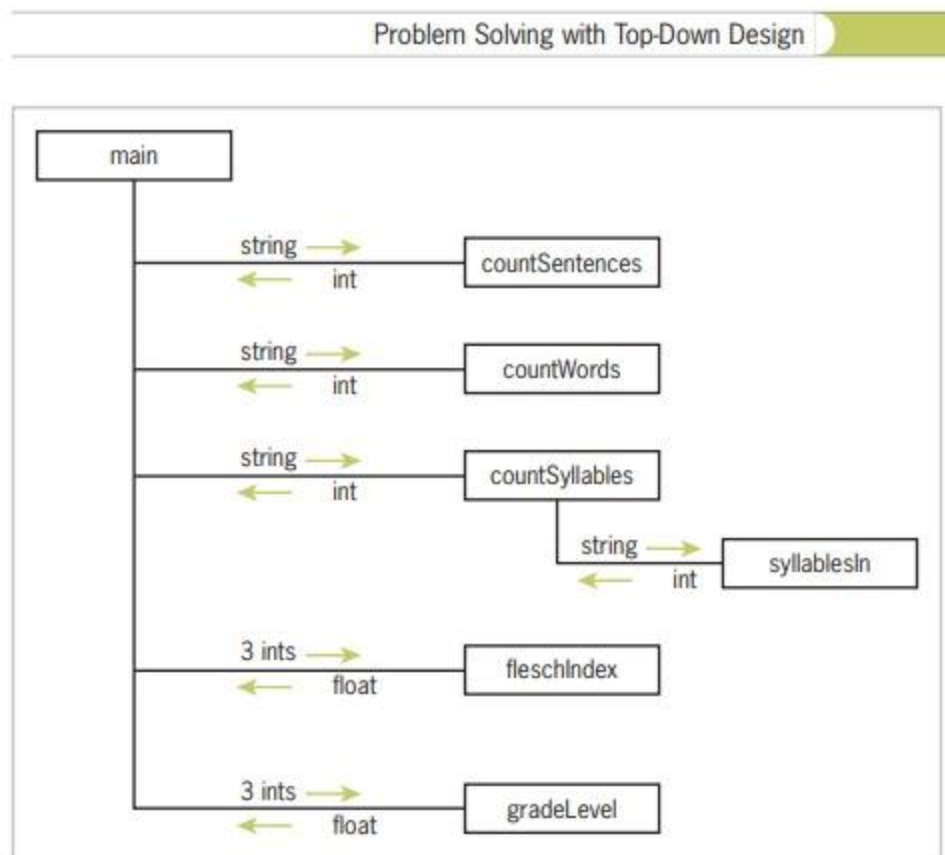 Problem Solving with Top-Down Design
main
string
int
countSentences
string
int
countWords
string
int
countSyllables
string
int
syllablesIn
3 ints
float
fleschIndex
3 ints
float
gradeLevel